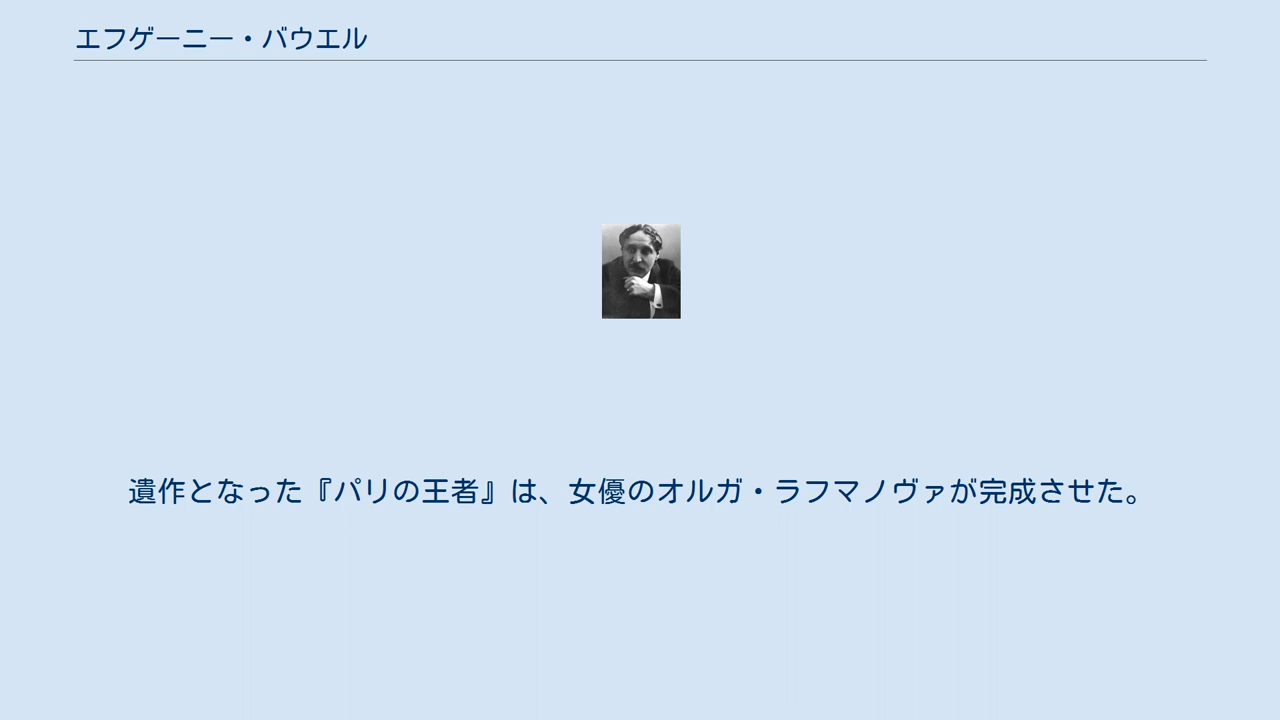 エフゲーニー・バウエル
遺作となった『パリの王者』は、女優のオルガ・ラフマノヴァが完成させた。